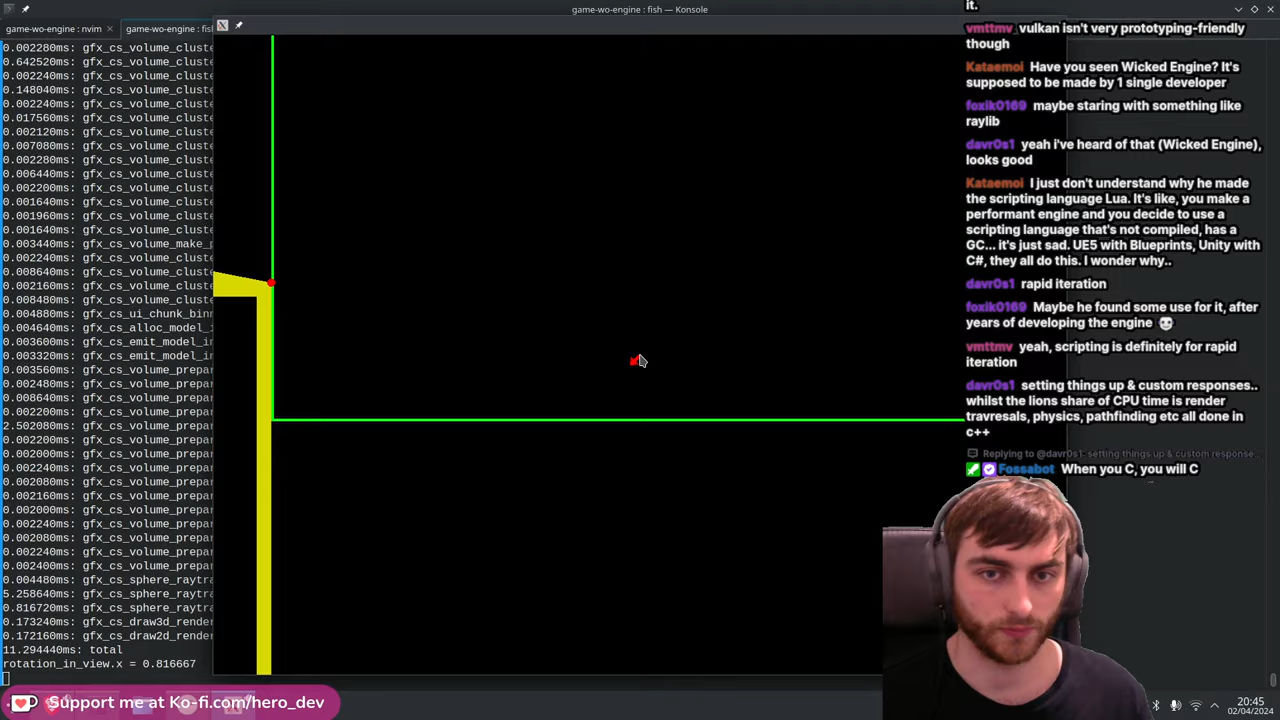 game-wo-engine : fish — Konsole
game-wo-engine : nvim
game-wo-engine : fis
0.002280ms: gfx_cs_volume_cluste
0.642520ms: gfx_cs_volume_cluste
0.002240ms: gfx_cs_volume_cluste
0.148040ms: gfx_cs_volume_cluste
0.002240ms: gfx_cs_volume_cluste
0.017560ms: gfx_cs_volume_cluste
0.002120ms: gfx_cs_volume_cluste
0.007080ms: gfx_cs_volume_cluste
0.002280ms: gfx_cs_volume_cluste
0.006440ms: gfx_cs_volume_cluste
0.002200ms: gfx_cs_volume_cluste
0.001640ms: gfx_cs_volume_cluste
0.001960ms: gfx_cs_volume_cluste
0.001640ms: gfx_cs_volume_cluste
0.003440ms: gfx_cs_volume_make_p
0.002240ms: gfx_cs_volume_cluste
0.008640ms: gfx_cs_volume_cluste
0.002160ms: gfx_cs_volume_cluste
0.008480ms: gfx_cs_volume_cluste
0.004880ms: gfx_cs_ui_chunk_binn
0.004640ms: gfx_cs_alloc_model_i
0.003600ms: gfx_cs_emit_model_in
0.003320ms: gfx_cs_emit_model_in
0.003560ms: gfx_cs_volume_prepar
0.002480ms: gfx_cs_volume_prepar
0.008640ms: gfx_cs_volume_prepar
0.002200ms: gfx_cs_volume_prepar
2.502080ms: gfx_cs_volume_prepar
0.002200ms: gfx_cs_volume_prepar
0.002000ms: gfx_cs_volume_prepar
0.002240ms: gfx_cs_volume_prepar
0.002080ms: gfx_cs_volume_prepar
0.002160ms: gfx_cs_volume_prepar
0.002000ms: gfx_cs_volume_prepar
0.002240ms: gfx_cs_volume_prepar
0.002080ms: gfx_cs_volume_prepar
0.002240ms: gfx_cs_volume_prepar
0.002400ms: gfx_cs_volume_prepar
0.004480ms: gfx_cs_sphere_raytra
5.258640ms: gfx_cs_sphere_raytra
0.816720ms: gfx_cs_sphere_raytra
0.173240ms: gfx_cs_draw3d_render
0.172160ms: gfx_cs_draw2d_render
11.294440ms: total
rotation_in_view.x = 0.816667
it.
vmttmv vulkan isn't very prototyping-friendly
though
Kataemoi Have you seen Wicked Engine? It's
supposed to be made by 1 single developer
foxik0169 maybe staring with something like
raylib
davr0s1 yeah i've heard of that (Wicked Engine),
looks good
Kataemoi I just don't understand why he made
the scripting language Lua. It's like, you make a
performant engine and you decide to use a
scripting language that's not compiled, has a
GC... it's just sad. UE5 with Blueprints, Unity with
C#, they all do this. I wonder why..
davr0s1 rapid iteration
foxik0169 Maybe he found some use for it, after
years of developing the engine
vmttmv yeah, scripting is definitely for rapid
iteration
davr0s1 setting things up & custom responses..
whilst the lions share of CPU time is render
travresals, physics, pathfinding etc all done in
c++
Replying to @davr0s1: setting things up & custom response...
Fossabot When you C, you will C
Support me at Ko-fi.com/hero_dev
20:45
02/04/2024